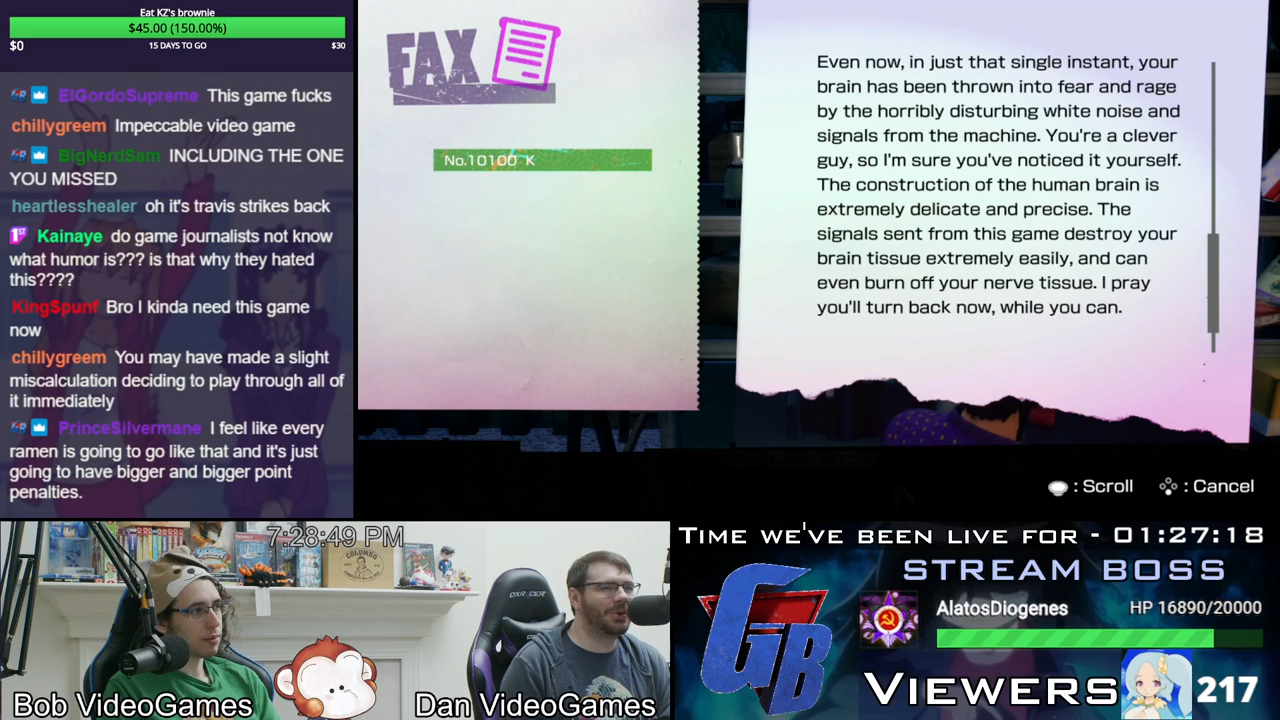 Eat KZ's brownie
$45.00 (150.00%)
$0
15 DAYS TO GO
$30
ElGordoSupreme This game fucks
chillygreem Impeccable video game
BigNerdSam INCLUDING THE ONE
YOU MISSED
heartlesshealer oh it's travis strikes back
1ST Kainaye do game journalists not know
what humor is??? is that why they hated
this????
KingSpunf Bro I kinda need this game
now
chillygreem You may have made a slight
miscalculation deciding to play through all of
it immediately
PrinceSilvermane I feel like every
ramen is going to go like that and it's just
going to have bigger and bigger point
penalties.
FAX
No.10100 K
Even now, in just that single instant, your
brain has been thrown into fear and rage
by the horribly disturbing white noise and
signals from the machine. You're a clever
guy, so I'm sure you've noticed it yourself.
The construction of the human brain is
extremely delicate and precise. The
signals sent from this game destroy your
brain tissue extremely easily, and can
even burn off your nerve tissue. I pray
you'll turn back now, while you can.
: Scroll
: Cancel
7:28:49 PM
COLUMBO
Bob VideoGames
Dan VideoGames
Time we've been live for - 01:27:18
STREAM BOSS
AlatosDiogenes
HP 16890/20000
GB
Viewers
217